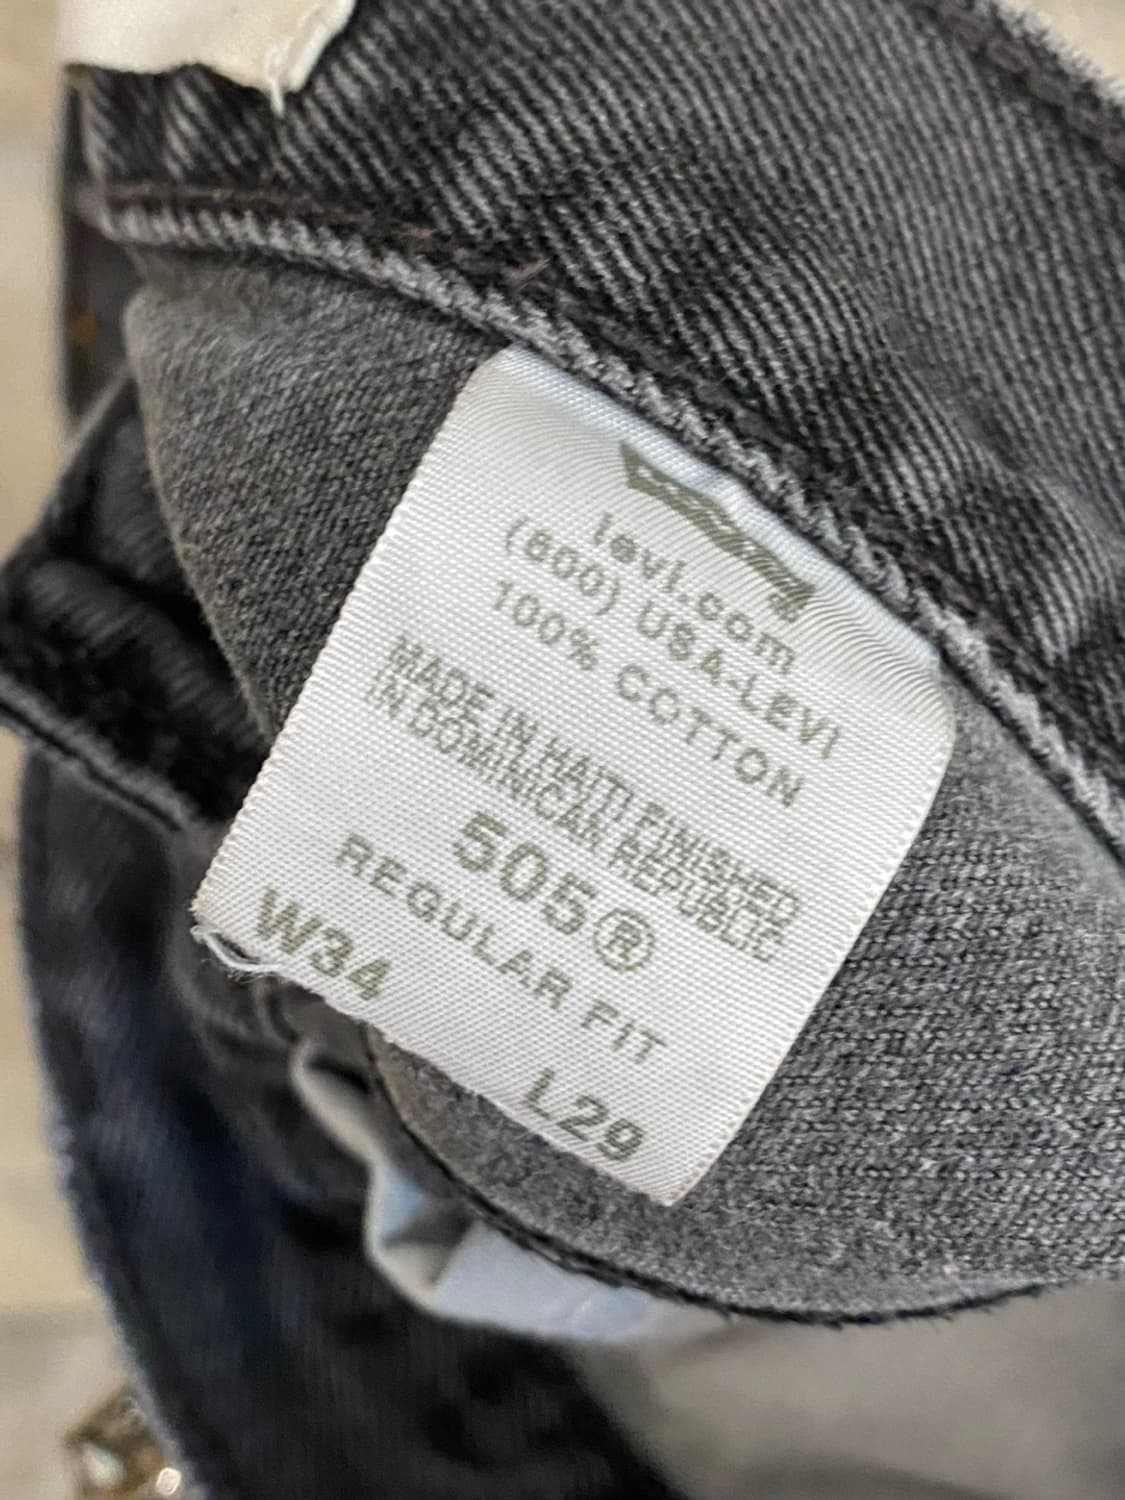 levi.com
(800) USA-LEVI
100% COTTON
MADE IN HAITI FINISHED
IN DOMINICAN REPUBLIC
505®
REGULAR FIT
W34 L29